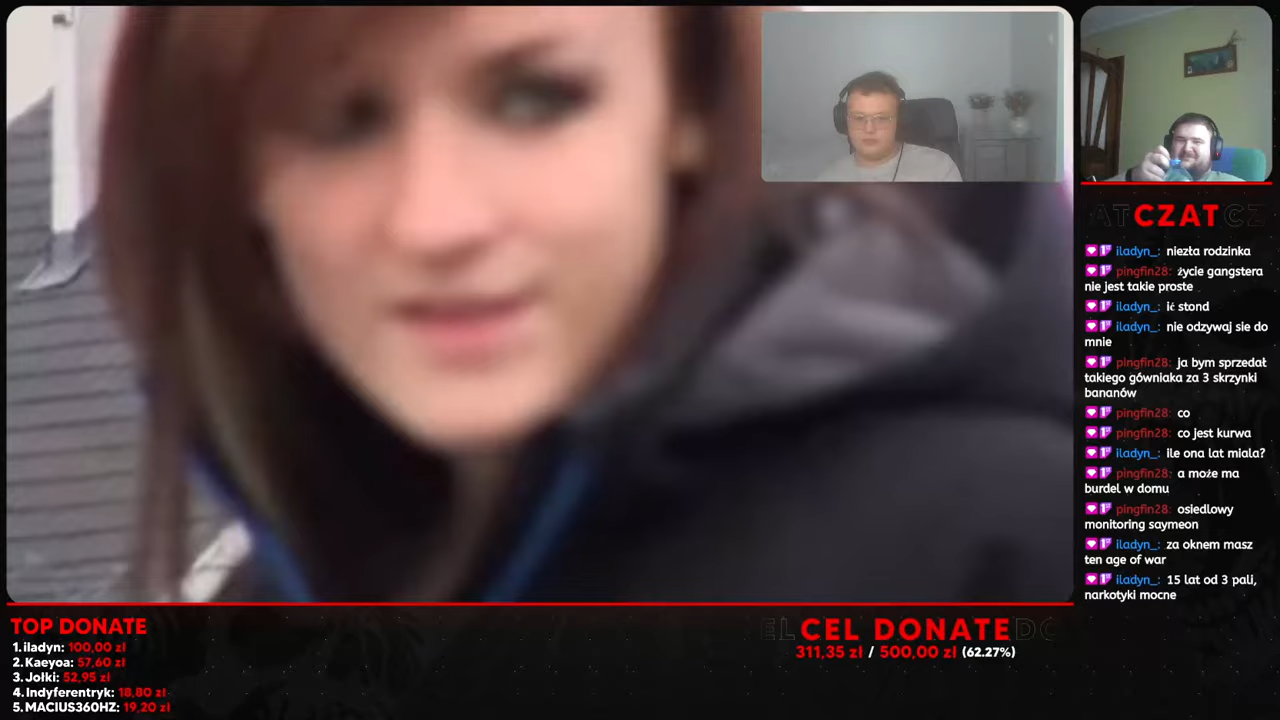 CZAT
iladyn_: niezła rodzinka
pingfin28: życie gangstera
nie jest takie proste
iladyn_: ić stond
iladyn_: nie odzywaj sie do
mnie
pingfin28: ja bym sprzedał
takiego gówniaka za 3 skrzynki
bananów
pingfin28: co
pingfin28: co jest kurwa
iladyn_: ile ona lat miala?
pingfin28: a może ma
burdel w domu
pingfin28: osiedlowy
monitoring saymeon
iladyn_: za oknem masz
ten age of war
iladyn_: 15 lat od 3 pali,
narkotyki mocne
TOP DONATE
1. iladyn: 100,00 zł
2. Kaeyoa: 57,60 zł
3. Jołki: 52,95 zł
4. Indyferentryk: 18,80 zł
5. MACIUS360HZ: 19,20 zł
CEL DONATE
311,35 zł / 500,00 zł (62.27%)